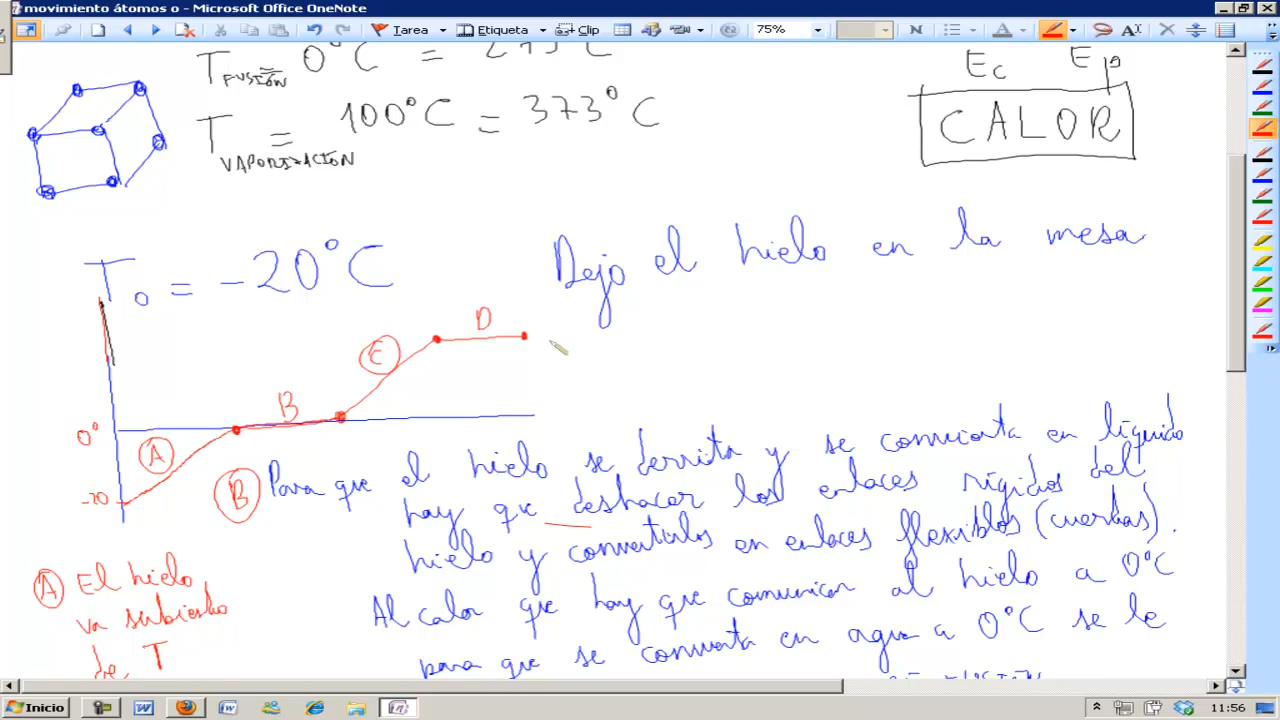 movimiento átomos o - Microsoft Office OneNote
Tarea
Etiqueta
Clip
75%
T FUSIÓN = 0°C = 273°C
Ec Ep
T VAPORIZACIÓN = 100°C = 373°C
CALOR
T0 = -20°C
Dejo el hielo en la mesa
D
C
B
0°
A
-20
B Para que el hielo se derrita y se convierta en líquido
hay que deshacer los enlaces rígidos del
hielo y convertirlos en enlaces flexibles (cuerdas).
A El hielo
va subiendo
de T
Al calor que hay que comunicar al hielo a 0°C
para que se convierta en agua a 0°C se le
Inicio
11:56